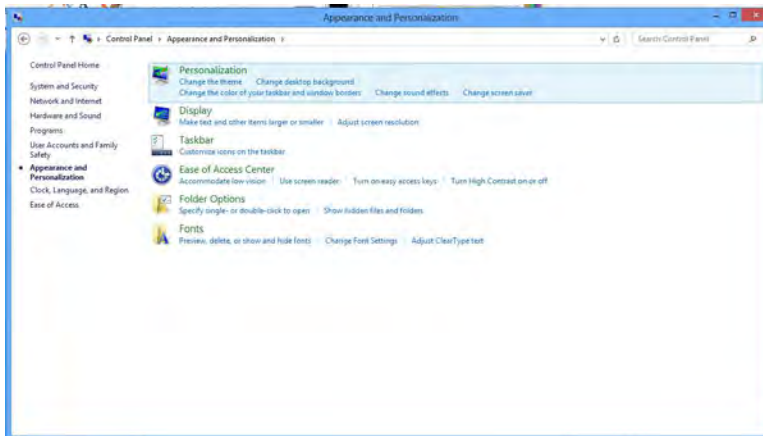 Appearance and Personalization
Control Panel Appearance and Personalization
Search Control Panel
Control Panel Home
System and Security
Network and Internet
Hardware and Sound
Programs
User Accounts and Family
Safety
Appearance and
Personalization
Clock, Language, and Region
Ease of Access
Personalization
Change the theme Change desktop background
Change the color of your taskbar and window borders Change sound effects Change screen saver
Display
Make text and other items larger or smaller Adjust screen resolution
Taskbar
Customize icons on the taskbar
Ease of Access Center
Accommodate low vision Use screen reader Turn on easy access keys Turn High Contrast on or off
Folder Options
Specify single- or double-click to open Show hidden files and folders
Fonts
Preview, delete, or show and hide fonts Change Font Settings Adjust ClearType text